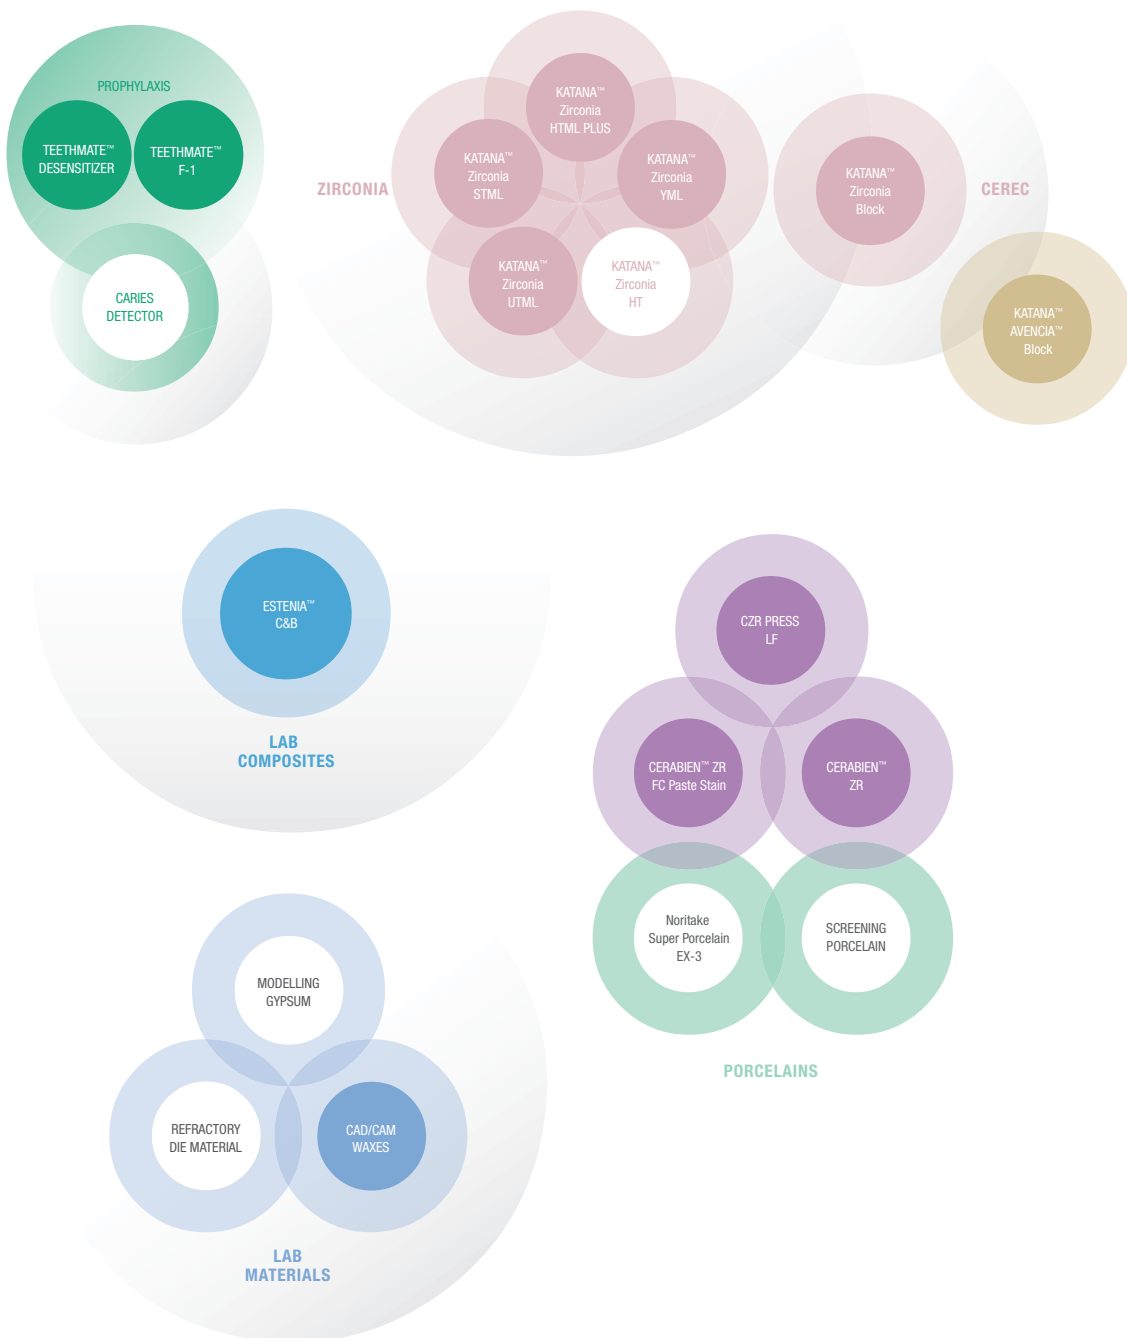 PROPHYLAXIS
TEETHMATE™
DESENSITIZER
TEETHMATE™
F-1
CARIES
DETECTOR
ZIRCONIA
KATANA™
Zirconia
HTML PLUS
KATANA™
Zirconia
STML
KATANA™
Zirconia
YML
KATANA™
Zirconia
UTML
KATANA™
Zirconia
HT
KATANA™
Zirconia
Block
CEREC
KATANA™
AVENCIA™
Block
ESTENIA™
C&B
LAB
COMPOSITES
CZR PRESS
LF
CERABIEN™ ZR
FC Paste Stain
CERABIEN™
ZR
Noritake
Super Porcelain
EX-3
SCREENING
PORCELAIN
PORCELAINS
MODELLING
GYPSUM
REFRACTORY
DIE MATERIAL
CAD/CAM
WAXES
LAB
MATERIALS